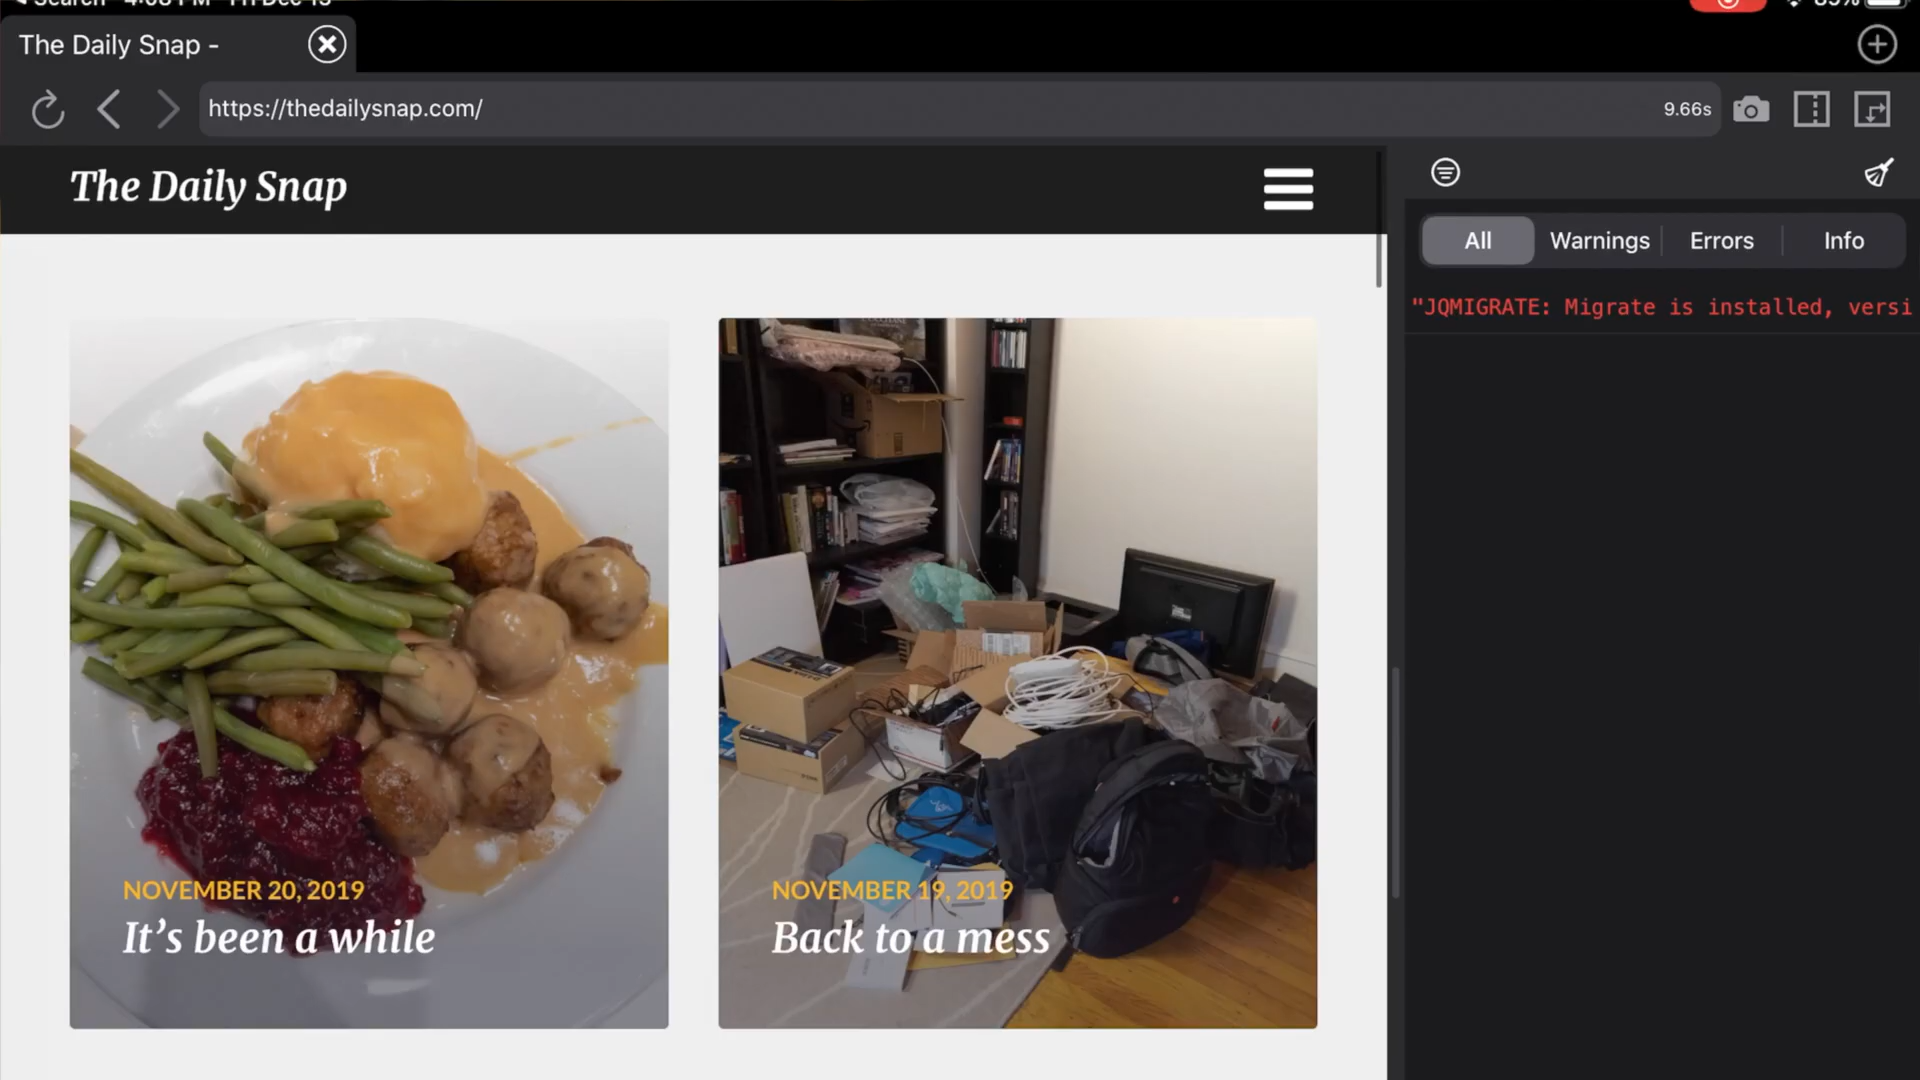 The Daily Snap -
https://thedailysnap.com/
9.66s
The Daily Snap
All
Warnings
Errors
Info
"JQMIGRATE: Migrate is installed, versi
NOVEMBER 20, 2019
It’s been a while
NOVEMBER 19, 2019
Back to a mess